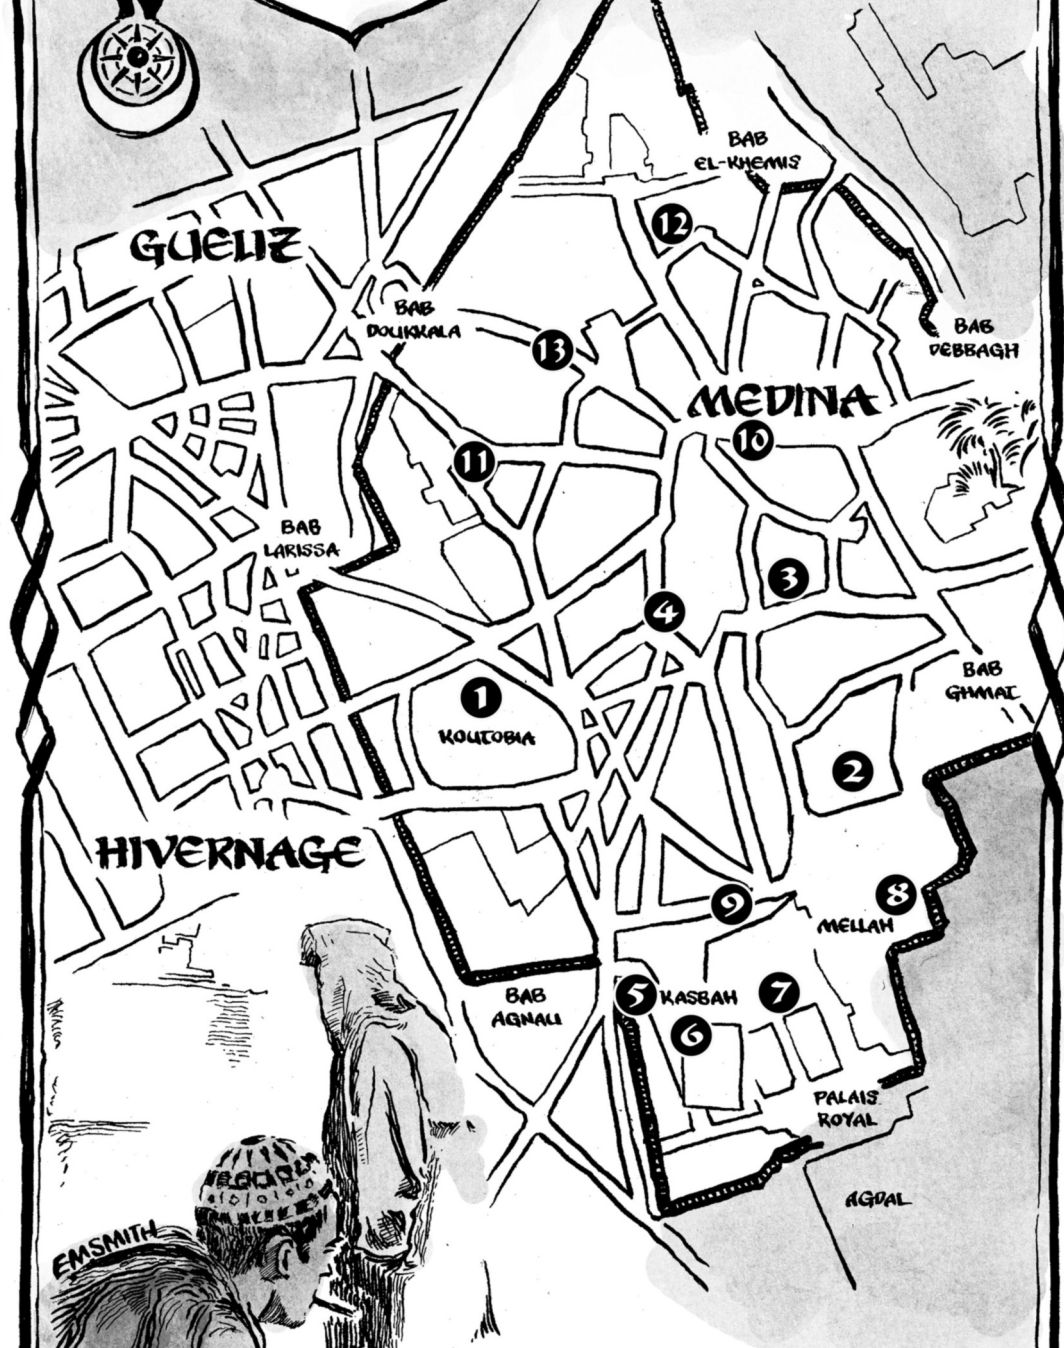 BAB
EL-KHEMIS
12
GUELIZ
BAB
DOUKKALA
13
BAB
DEBBAGH
MEDINA
10
11
BAB
LARISSA
3
4
BAB
GHMAT
1
KOUTOBIA
2
HIVERNAGE
8
9
MELLAH
5 KASBAH 7
BAB
AGNAU
6
PALAIS
ROYAL
AGDAL
EMSMITH